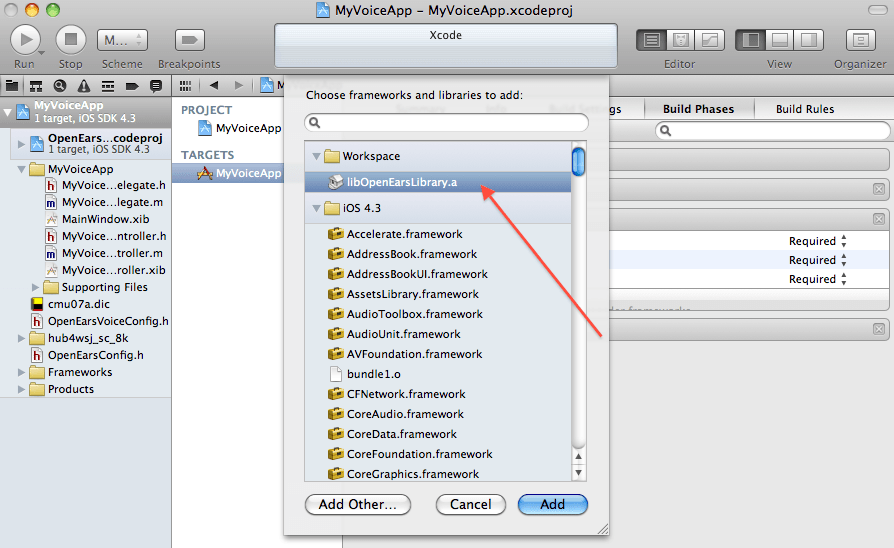 MyVoiceApp – MyVoiceApp.xcodeproj
Run
Stop
M...
Scheme
Breakpoints
Xcode
Editor
View
Organizer
MyVoiceApp
1 target, iOS SDK 4.3
OpenEars...codeproj
1 target, iOS SDK 4.3
MyVoiceApp
MyVoice...elegate.h
MyVoice...legate.m
MainWindow.xib
MyVoice...ntroller.h
MyVoice...troller.m
MyVoice...roller.xib
Supporting Files
cmu07a.dic
OpenEarsVoiceConfig.h
hub4wsj_sc_8k
OpenEarsConfig.h
Frameworks
Products
PROJECT
MyVoiceApp
TARGETS
MyVoiceApp
Build Phases
Build Rules
Required
Required
Required
Choose frameworks and libraries to add:
Workspace
libOpenEarsLibrary.a
iOS 4.3
Accelerate.framework
AddressBook.framework
AddressBookUI.framework
AssetsLibrary.framework
AudioToolbox.framework
AudioUnit.framework
AVFoundation.framework
bundle1.o
CFNetwork.framework
CoreAudio.framework
CoreData.framework
CoreFoundation.framework
CoreGraphics.framework
Add Other...
Cancel
Add